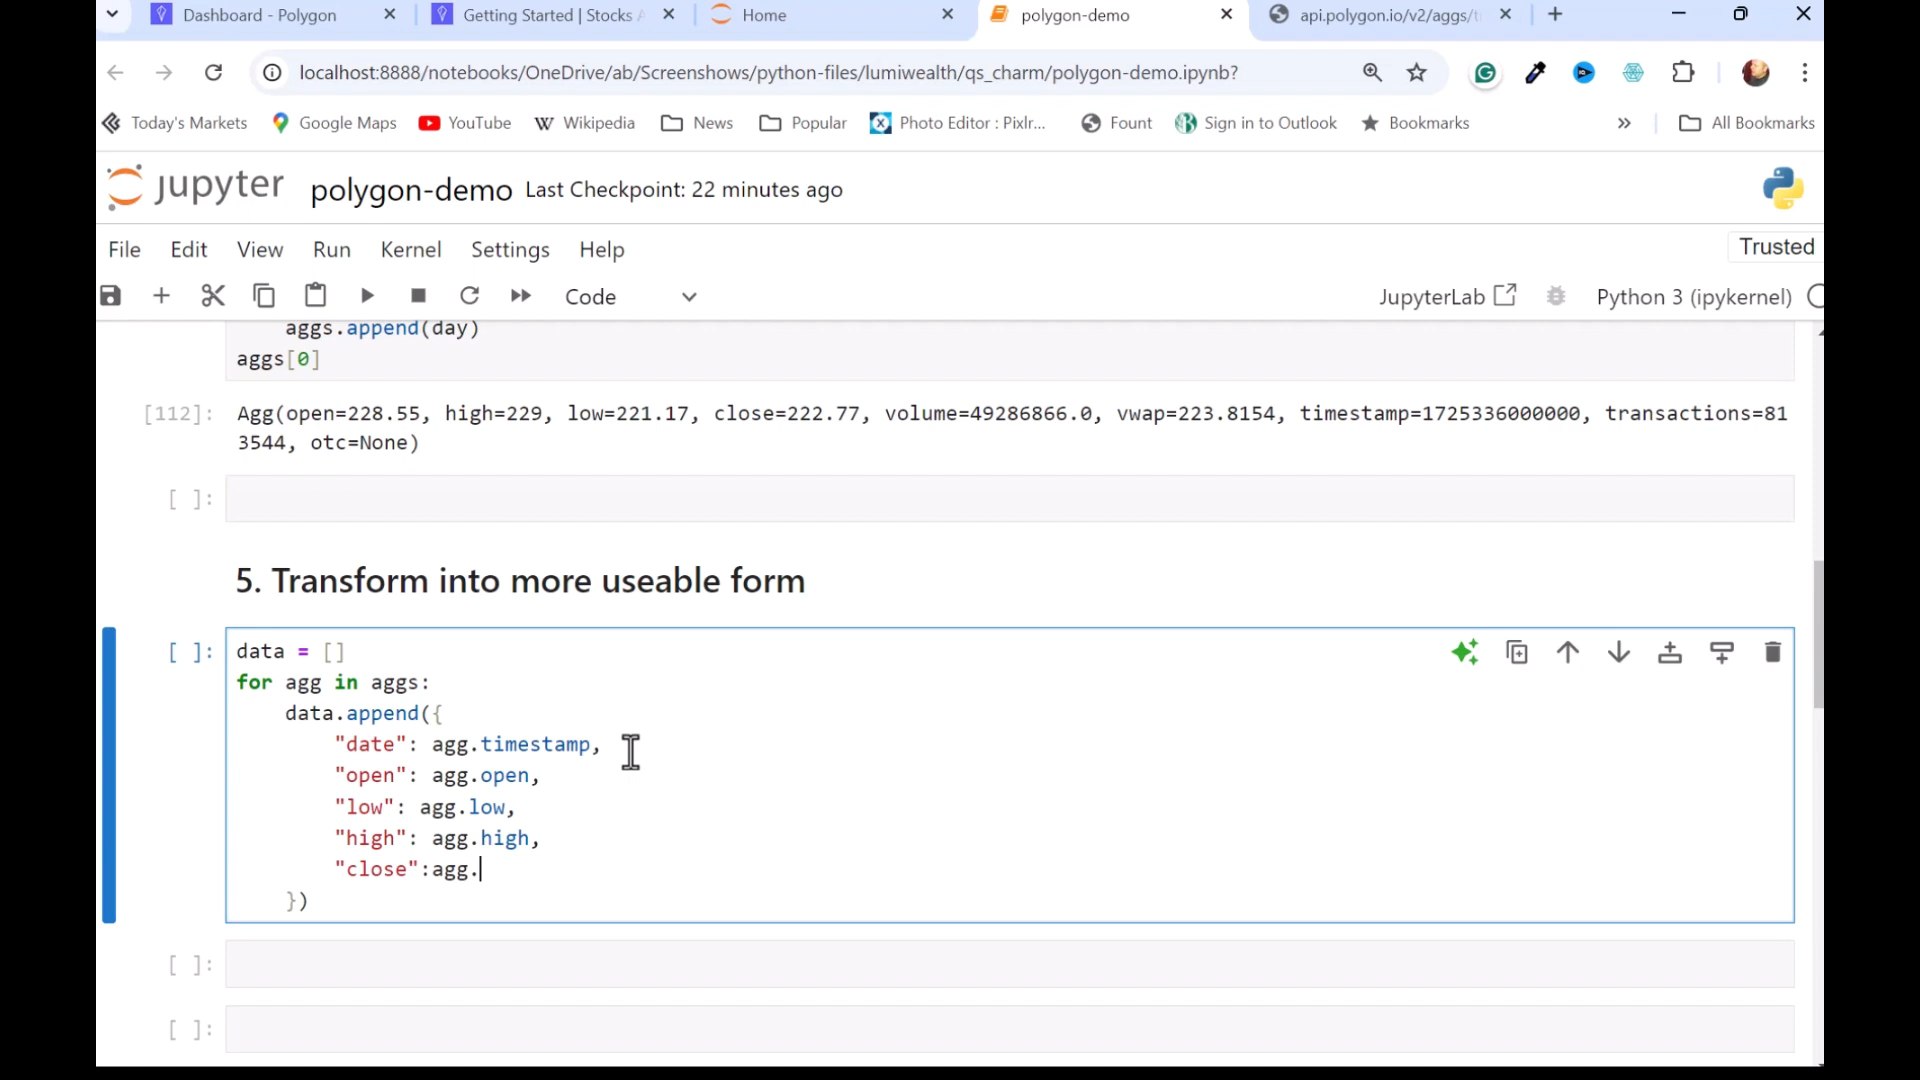 Dashboard - Polygon
Getting Started | Stocks A
Home
polygon-demo
api.polygon.io/v2/aggs/ti
localhost:8888/notebooks/OneDrive/ab/Screenshows/python-files/lumiwealth/qs_charm/polygon-demo.ipynb?
Today's Markets
Google Maps
YouTube
Wikipedia
News
Popular
Photo Editor : Pixlr...
Fount
Sign in to Outlook
Bookmarks
All Bookmarks
jupyter polygon-demo Last Checkpoint: 22 minutes ago
File Edit View Run Kernel Settings Help
Trusted
Code
JupyterLab
Python 3 (ipykernel)
aggs.append(day)
aggs[0]
[112]: Agg(open=228.55, high=229, low=221.17, close=222.77, volume=49286866.0, vwap=223.8154, timestamp=1725336000000, transactions=81
3544, otc=None)
[ ]:
5. Transform into more useable form
[ ]: data = []
for agg in aggs:
data.append({
"date": agg.timestamp,
"open": agg.open,
"low": agg.low,
"high": agg.high,
"close":agg.
})
[ ]:
[ ]: